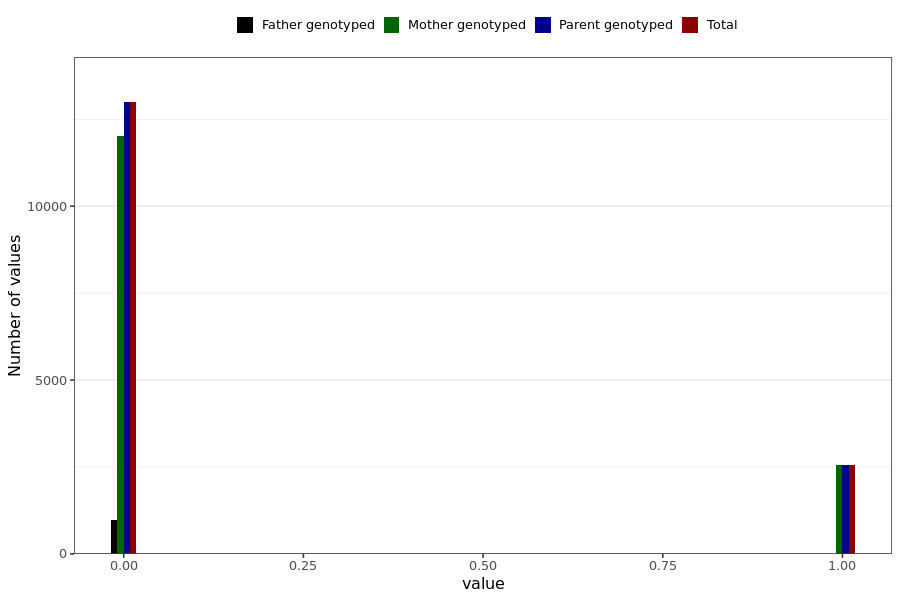 Father genotyped Mother genotyped Parent genotyped Total
Number of values
10000
5000
0
0.00 0.25 0.50 0.75 1.00
value